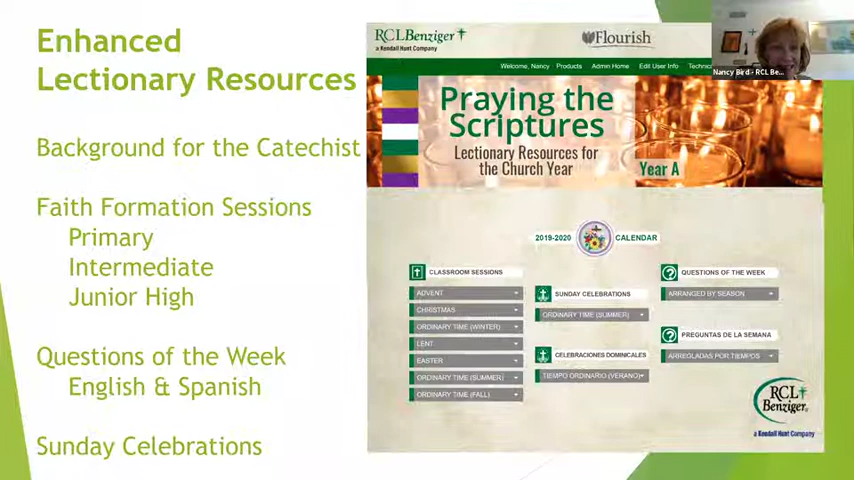 Enhanced
Lectionary Resources
Background for the Catechist
Faith Formation Sessions
Primary
Intermediate
Junior High
Questions of the Week
English & Spanish
Sunday Celebrations
RCLBenziger
a Kendall Hunt Company
Flourish
Welcome, Nancy
Products
Admin Home
Edit User Info
Nancy Bird - RCL Be...
Praying the
Scriptures
Lectionary Resources for
the Church Year
Year A
2019-2020
CALENDAR
CLASSROOM SESSIONS
ADVENT
CHRISTMAS
ORDINARY TIME (WINTER)
LENT
EASTER
ORDINARY TIME (SUMMER)
ORDINARY TIME (FALL)
SUNDAY CELEBRATIONS
ORDINARY TIME (SUMMER)
CELEBRACIONES DOMINICALES
TIEMPO ORDINARIO (VERANO)
QUESTIONS OF THE WEEK
ARRANGED BY SEASON
PREGUNTAS DE LA SEMANA
ARREGLADAS POR TIEMPOS
RCL
Benziger
a Kendall Hunt Company